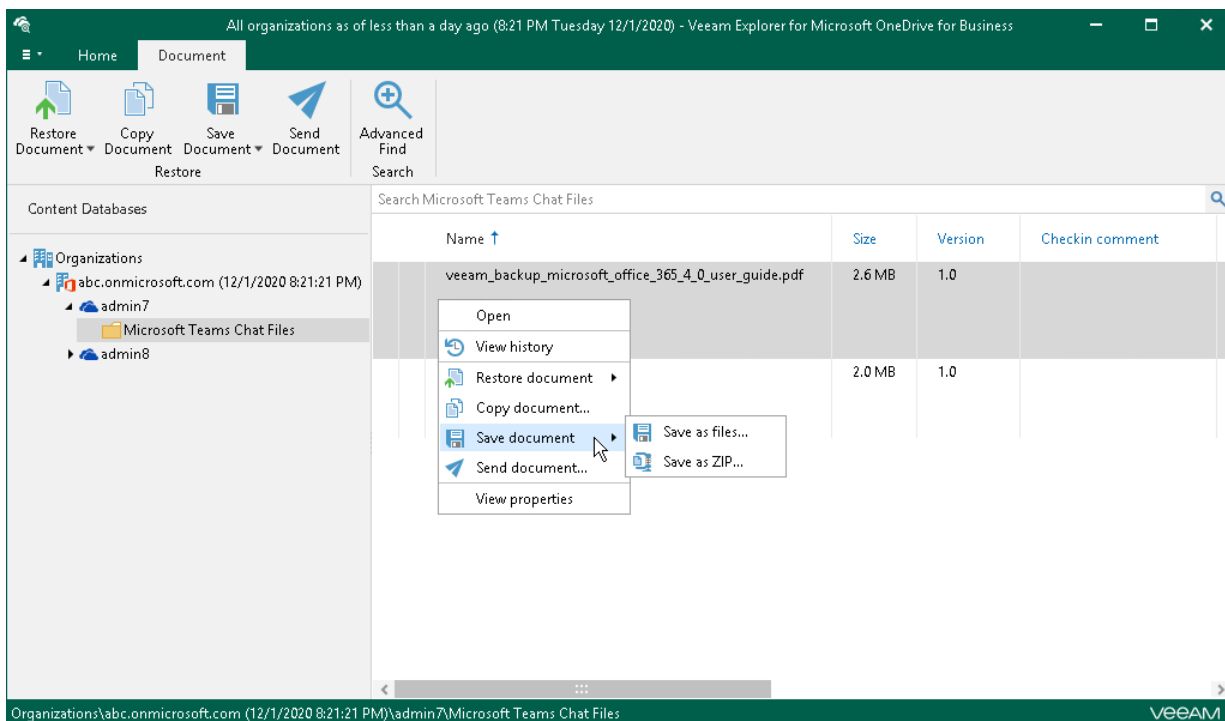 All organizations as of less than a day ago (8:21 PM Tuesday 12/1/2020) - Veeam Explorer for Microsoft OneDrive for Business
Home
Document
Restore Document
Copy Document
Save Document
Send Document
Advanced Find
Restore
Search
Content Databases
Organizations
abc.onmicrosoft.com (12/1/2020 8:21:21 PM)
admin7
Microsoft Teams Chat Files
admin8
Search Microsoft Teams Chat Files
Name Size Version Checkin comment
veeam_backup_microsoft_office_365_4_0_user_guide.pdf 2.6 MB 1.0
2.0 MB 1.0
Open
View history
Restore document
Copy document...
Save document
Send document...
View properties
Save as files...
Save as ZIP...
Organizations\abc.onmicrosoft.com (12/1/2020 8:21:21 PM)\admin7\Microsoft Teams Chat Files
veeAM